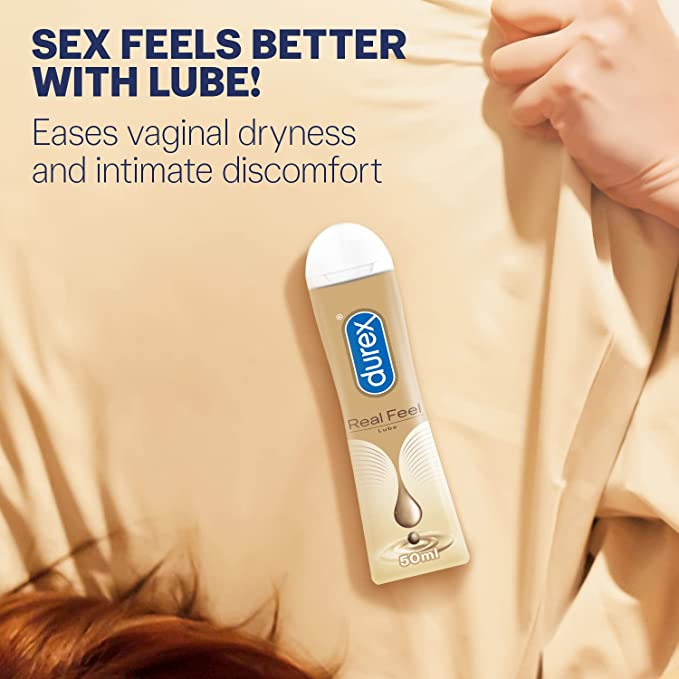 SEX FEELS BETTER
WITH LUBE!
Eases vaginal dryness
and intimate discomfort
®
durex
Real Feel
Lube
50ml